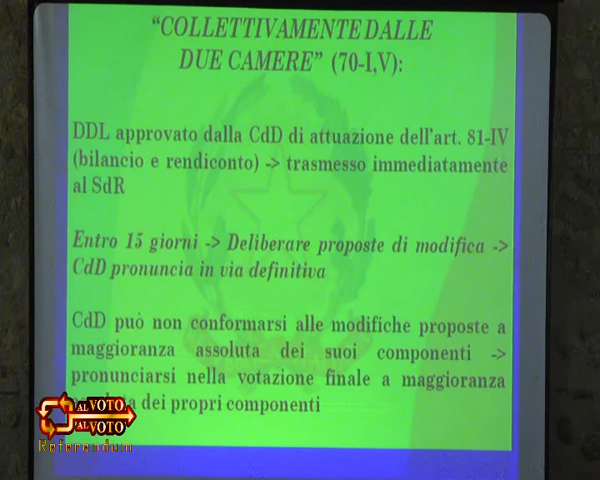 “COLLETTIVAMENTE DALLE
DUE CAMERE” (70-I,V):
DDL approvato dalla CdD di attuazione dell'art. 81-IV
(bilancio e rendiconto) -> trasmesso immediatamente
al SdR
Entro 15 giorni -> Deliberare proposte di modifica ->
CdD pronuncia in via definitiva
CdD può non conformarsi alle modifiche proposte a
maggioranza assoluta dei suoi componenti ->
pronunciarsi nella votazione finale a maggioranza
dei propri componenti
AL VOTO,
AL VOTO
Referendum